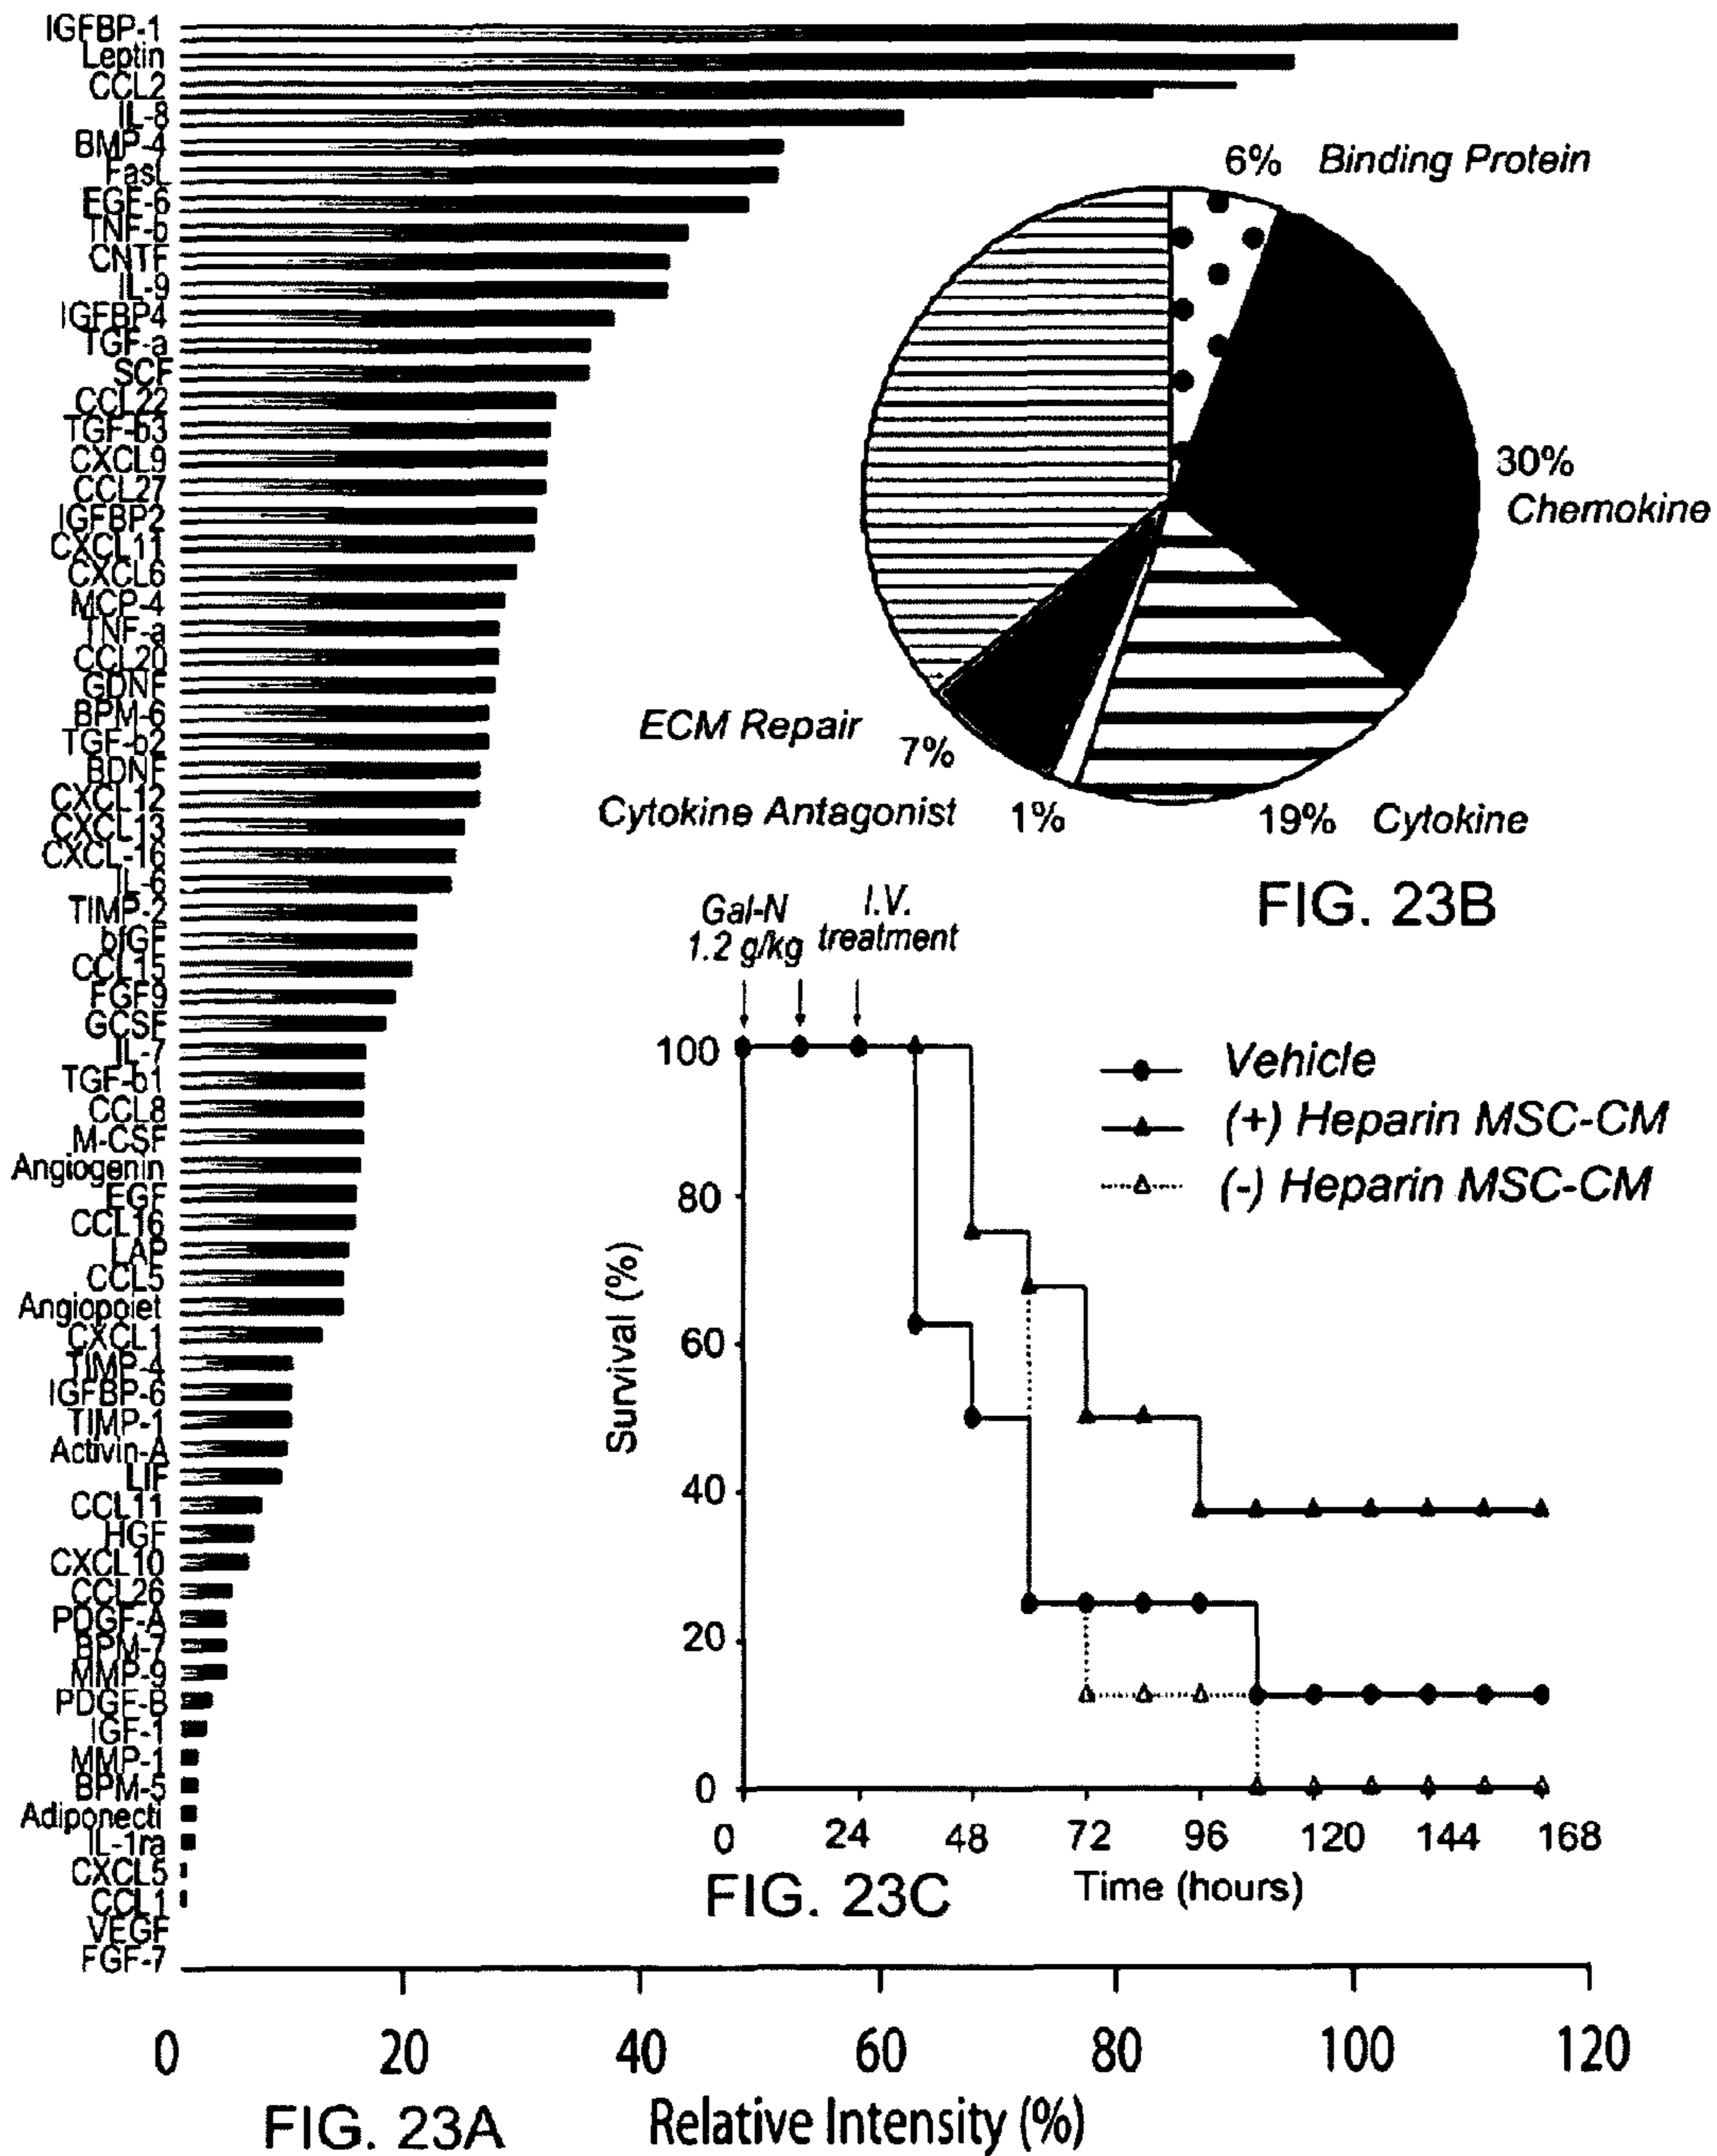 IGFBP-1
Leptin
CCL2
IL-8
BMP-4
FasL
EGF-6
TNF-b
CNTF
IL-9
IGFBP4
TGF-a
SCF
CCL22
TGF-b3
CXCL9
CCL27
IGFBP2
CXCL11
CXCL6
MCP-4
TNF-a
CCL20
GDNF
BPM-6
TGF-b2
BDNF
CXCL12
CXCL13
CXCL-16
IL-6
TIMP-2
bfGF
CCL15
FGF9
GCSF
IL-7
TGF-b1
CCL8
M-CSF
Angiogenin
EGF
CCL16
LAP
CCL5
Angiopoiet
CXCL1
TIMP-4
IGFBP-6
TIMP-1
Activin-A
LIF
CCL11
HGF
CXCL10
CCL26
PDGF-A
BPM-7
MMP-9
PDGF-B
IGF-1
MMP-1
BPM-5
Adiponecti
IL-1ra
CXCL5
CCL1
VEGF
FGF-7
0 20 40 60 80 100 120
Relative Intensity (%)
FIG. 23A
6% Binding Protein
30%
Chemokine
19% Cytokine
1%
Cytokine Antagonist
7%
ECM Repair
FIG. 23B
Gal-N
1.2 g/kg
I.V.
treatment
Vehicle
(+) Heparin MSC-CM
(-) Heparin MSC-CM
Survival (%)
100
80
60
40
20
0
0 24 48 72 96 120 144 168
Time (hours)
FIG. 23C